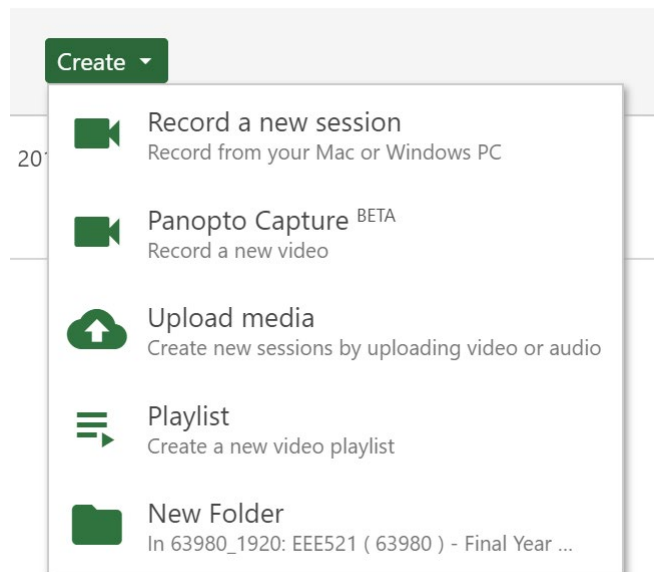 Create
20
Record a new session
Record from your Mac or Windows PC
Panopto Capture BETA
Record a new video
Upload media
Create new sessions by uploading video or audio
Playlist
Create a new video playlist
New Folder
In 63980_1920: EEE521 ( 63980 ) - Final Year ...